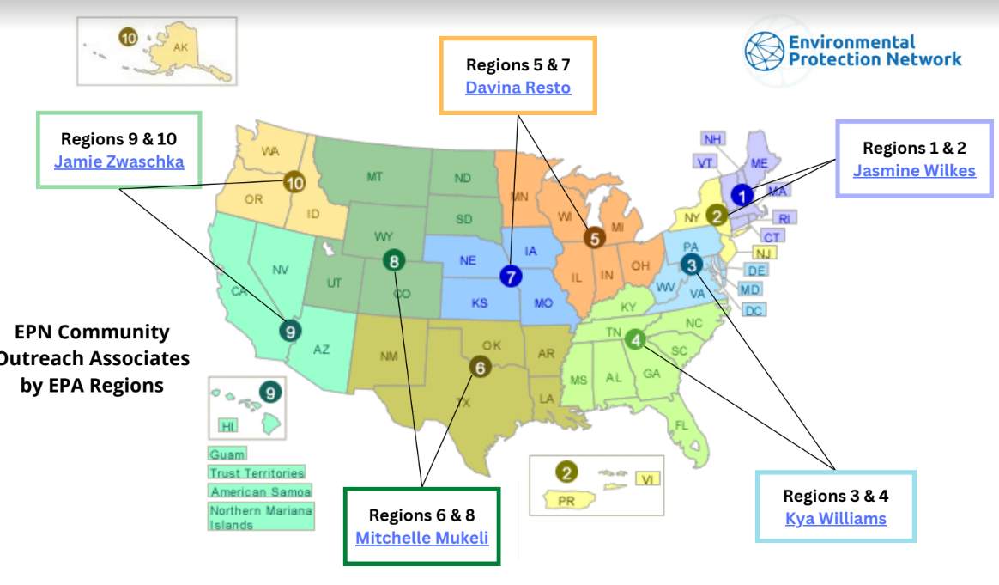 10
AK
Environmental
Protection Network
Regions 5 & 7
Davina Resto
Regions 9 & 10
Jamie Zwaschka
Regions 1 & 2
Jasmine Wilkes
NH
VT
ME
MA
RI
CT
NJ
DE
MD
DC
WA
OR
ID
10
MT
ND
SD
WY
8
UT
CO
MN
WI
MI
5
IL
IN
OH
NE
IA
7
KS
MO
NY
2
1
PA
3
WV
VA
CA
NV
9
AZ
NM
OK
6
TX
AR
LA
KY
TN
4
NC
SC
MS
AL
GA
FL
EPN Community
Outreach Associates
by EPA Regions
9
HI
Guam
Trust Territories
American Samoa
Northern Mariana
Islands
2
PR
VI
Regions 6 & 8
Mitchelle Mukeli
Regions 3 & 4
Kya Williams